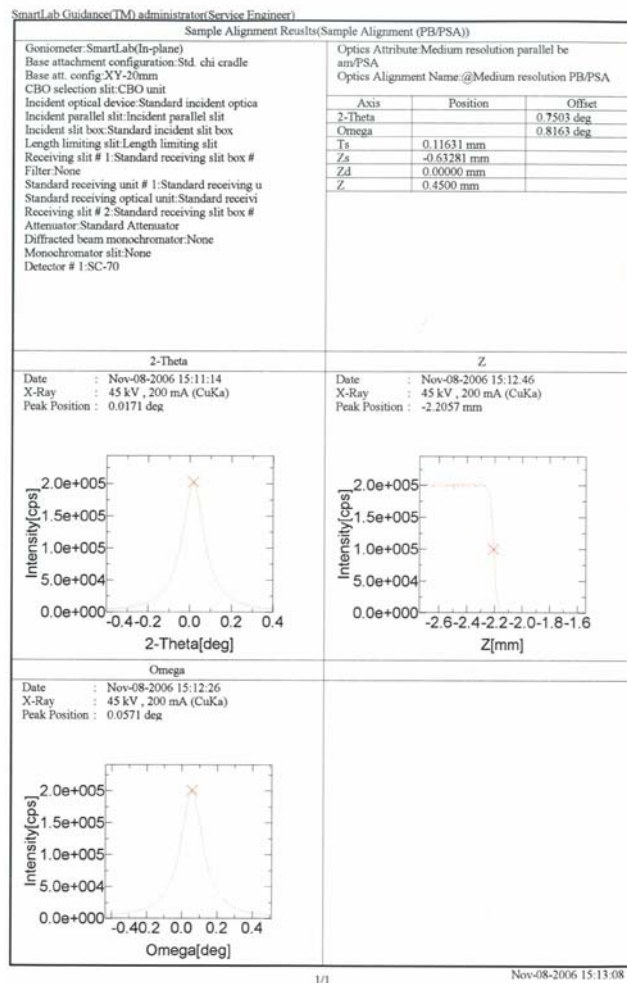 SmartLab Guidance(TM) administrator(Service Engineer)
Sample Alignment Reuslts(Sample Alignment (PB/PSA))
Goniometer:SmartLab(In-plane)
Base attachment configuration:Std. chi cradle
Base att. config:XY-20mm
CBO selection slit:CBO unit
Incident optical device:Standard incident optica
Incident parallel slit:Incident parallel slit
Incident slit box:Standard incident slit box
Length limiting slit:Length limiting slit
Receiving slit # 1:Standard receiving slit box #
Filter:None
Standard receiving unit # 1:Standard receiving u
Standard receiving optical unit:Standard receivi
Receiving slit # 2:Standard receiving slit box #
Attenuator:Standard Attenuator
Diffracted beam monochromator:None
Monochromator slit:None
Detector # 1:SC-70
Optics Attribute:Medium resolution parallel be
am/PSA
Optics Alignment Name:@Medium resolution PB/PSA
Axis Position Offset
2-Theta 0.7503 deg
Omega 0.8163 deg
Ts 0.11631 mm
Zs -0.63281 mm
Zd 0.00000 mm
Z 0.4500 mm
2-Theta
Date : Nov-08-2006 15:11:14
X-Ray : 45 kV , 200 mA (CuKa)
Peak Position : 0.0171 deg
Intensity[cps]
2.0e+005
1.5e+005
1.0e+005
5.0e+004
0.0e+000
-0.4 -0.2 0.0 0.2 0.4
2-Theta[deg]
Z
Date : Nov-08-2006 15:12:46
X-Ray : 45 kV , 200 mA (CuKa)
Peak Position : -2.2057 mm
Intensity[cps]
2.0e+005
1.5e+005
1.0e+005
5.0e+004
0.0e+000
-2.6 -2.4 -2.2 -2.0 -1.8 -1.6
Z[mm]
Omega
Date : Nov-08-2006 15:12:26
X-Ray : 45 kV , 200 mA (CuKa)
Peak Position : 0.0571 deg
Intensity[cps]
2.0e+005
1.5e+005
1.0e+005
5.0e+004
0.0e+000
-0.4 0.2 0.0 0.2 0.4
Omega[deg]
1/1
Nov-08-2006 15:13:08